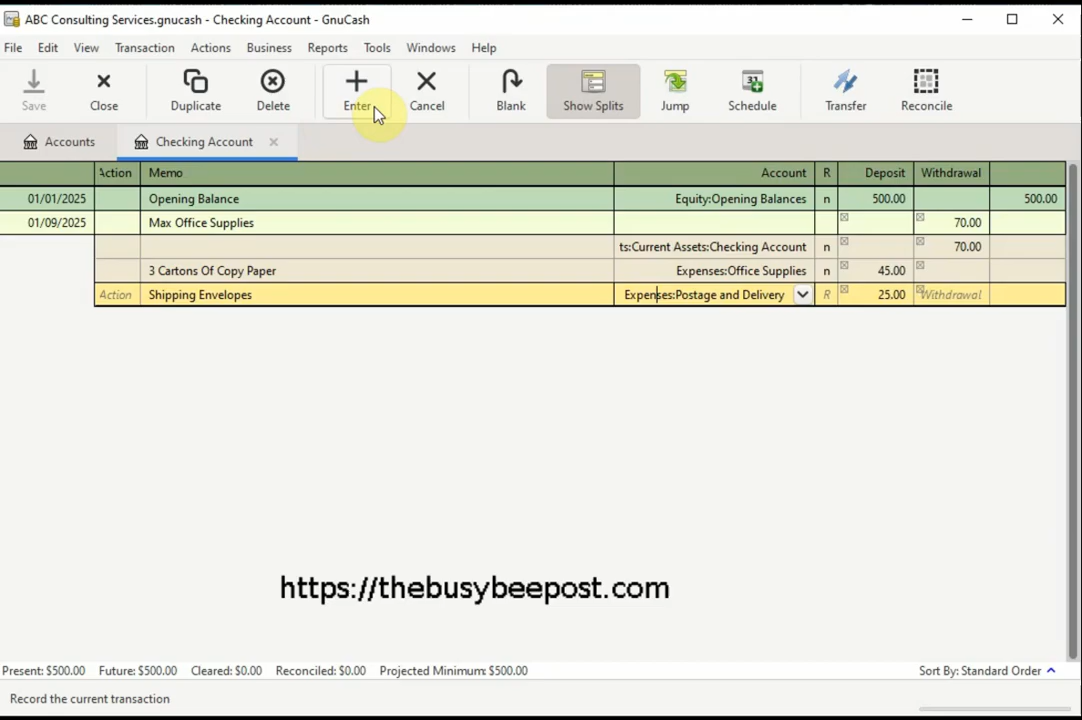 ABC Consulting Services.gnucash - Checking Account - GnuCash
File Edit View Transaction Actions Business Reports Tools Windows Help
Save Close Duplicate Delete Enter Cancel Blank Show Splits Jump Schedule Transfer Reconcile
Accounts Checking Account
Action Memo Account R Deposit Withdrawal
01/01/2025 Opening Balance Equity:Opening Balances n 500.00 500.00
01/09/2025 Max Office Supplies 70.00
ts:Current Assets:Checking Account n 70.00
3 Cartons Of Copy Paper Expenses:Office Supplies n 45.00
Action Shipping Envelopes Expenses:Postage and Delivery R 25.00 Withdrawal
https://thebusybeepost.com
Present: $500.00 Future: $500.00 Cleared: $0.00 Reconciled: $0.00 Projected Minimum: $500.00 Sort By: Standard Order
Record the current transaction